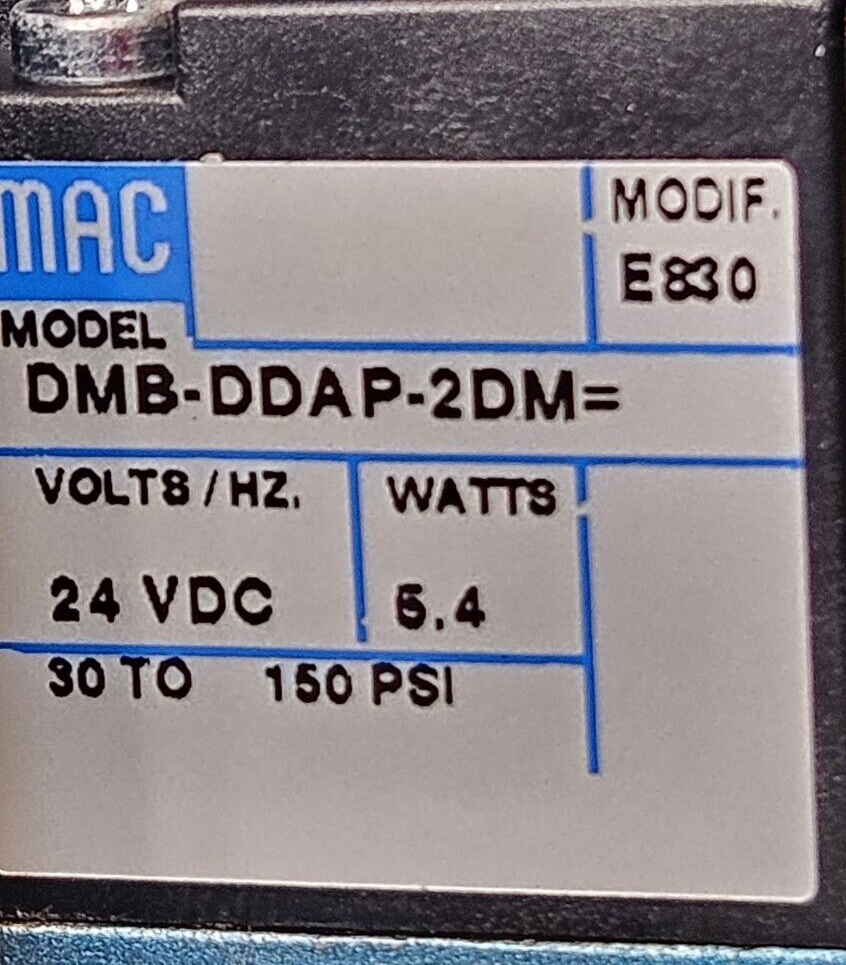 MAC
MODIF.
E830
MODEL
DMB-DDAP-2DM=
VOLTS/HZ. WATTS
24 VDC 5.4
30 TO 150 PSI